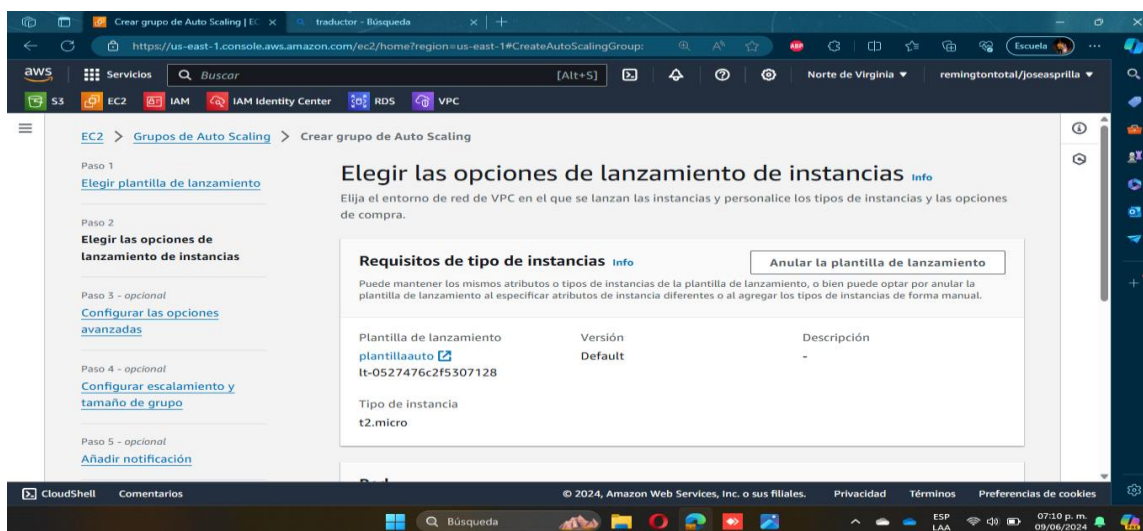 Crear grupo de Auto Scaling | EC
traductor - Búsqueda
https://us-east-1.console.aws.amazon.com/ec2/home?region=us-east-1#CreateAutoScalingGroup:
ABP
Escuela
aws
Servicios
Buscar
[Alt+S]
Norte de Virginia
remingtontotal/joseasprilla
S3
EC2
IAM
IAM Identity Center
RDS
VPC
EC2 > Grupos de Auto Scaling > Crear grupo de Auto Scaling
Paso 1
Elegir plantilla de lanzamiento
Paso 2
Elegir las opciones de
lanzamiento de instancias
Paso 3 - opcional
Configurar las opciones
avanzadas
Paso 4 - opcional
Configurar escalamiento y
tamaño de grupo
Paso 5 - opcional
Añadir notificación
Elegir las opciones de lanzamiento de instancias Info
Elija el entorno de red de VPC en el que se lanzan las instancias y personalice los tipos de instancias y las opciones
de compra.
Requisitos de tipo de instancias Info
Anular la plantilla de lanzamiento
Puede mantener los mismos atributos o tipos de instancias de la plantilla de lanzamiento, o bien puede optar por anular la
plantilla de lanzamiento al especificar atributos de instancia diferentes o al agregar los tipos de instancias de forma manual.
Plantilla de lanzamiento
plantillaauto
lt-0527476c2f5307128
Versión
Default
Descripción
-
Tipo de instancia
t2.micro
CloudShell
Comentarios
© 2024, Amazon Web Services, Inc. o sus filiales.
Privacidad
Términos
Preferencias de cookies
Búsqueda
ESP
LAA
07:10 p. m.
09/06/2024